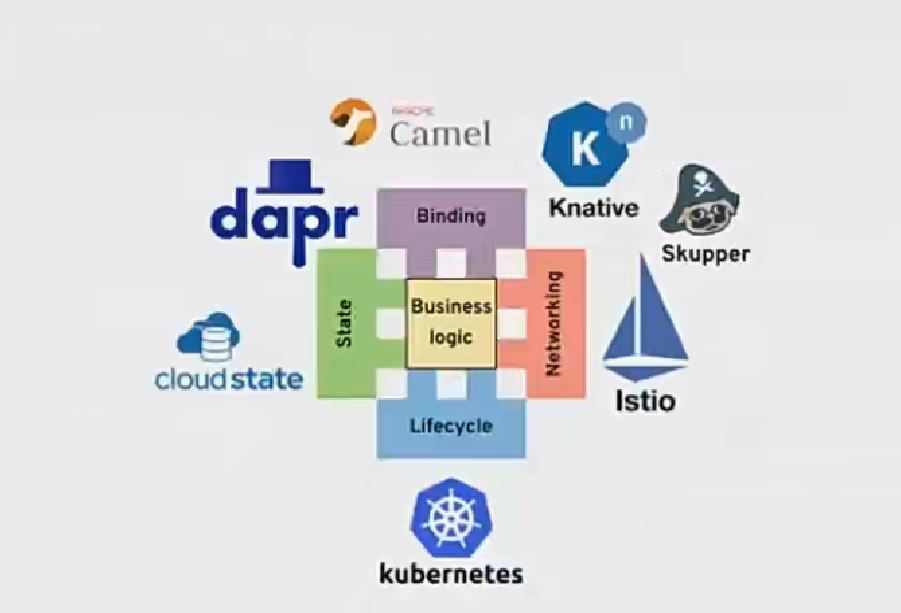 APACHE
Camel
K
n
Knative
dapr
Binding
Skupper
State
Business
logic
Networking
cloudstate
Istio
Lifecycle
kubernetes